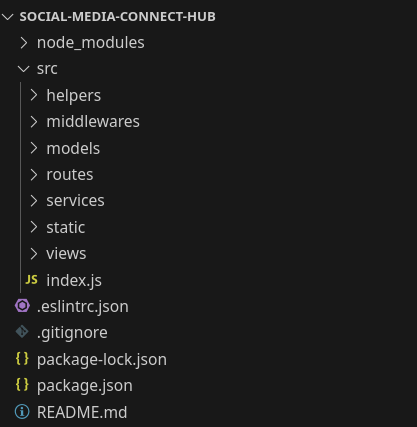 SOCIAL-MEDIA-CONNECT-HUB
node_modules
src
helpers
middlewares
models
routes
services
static
views
JS index.js
.eslintrc.json
.gitignore
{} package-lock.json
{} package.json
README.md